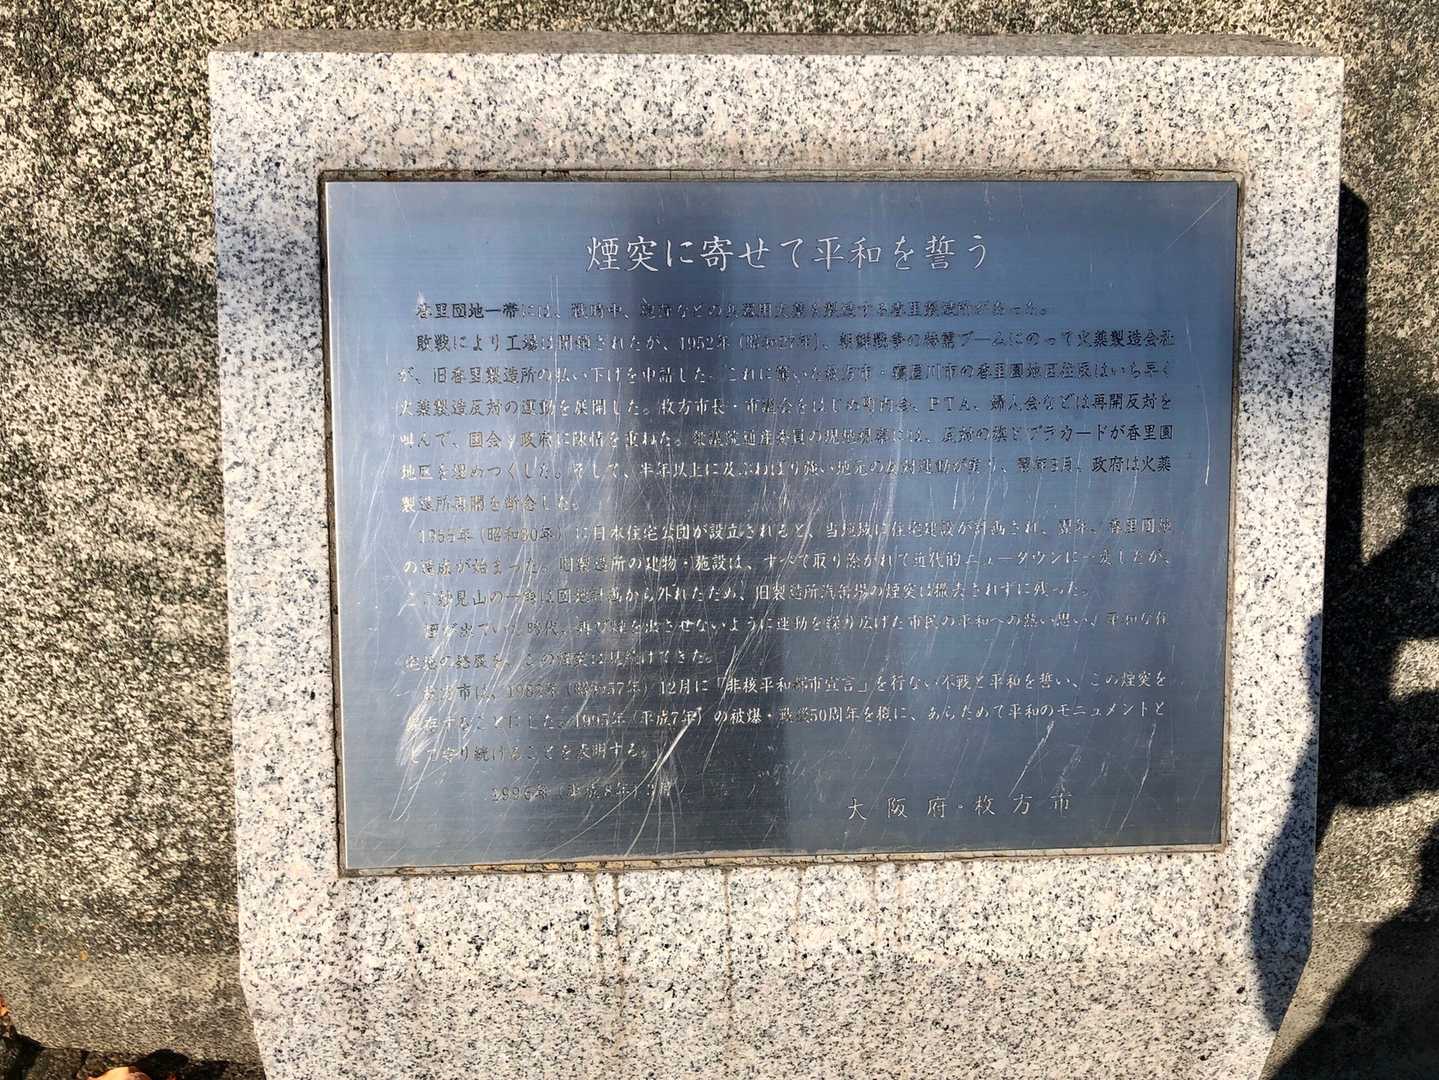 煙突に寄せて平和を誓う
香里団地一帯には、戦時中、砲弾などの兵器用火薬を製造する香里製造所があった。
敗戦により工場は閉鎖されたが、1952年(昭和27年)、朝鮮戦争の特需ブームにのって火薬製造会社
が、旧香里製造所の払い下げを申請した。これに驚いた枚方市・寝屋川市の香里園地区住民はいち早く
火薬製造反対の運動を展開した。枚方市長・市議会をはじめ町内会、PTA、婦人会などは再開反対を
叫んで、国会や政府に陳情を重ねた。衆議院通産委員の現地視察には、反対の旗とプラカードが香里園
地区を埋めつくした。そして、半年以上に及ぶねばり強い地元の反対運動が実り、翌年3月、政府は火薬
製造所再開を断念した。
1955年(昭和30年)に日本住宅公団が設立されると、当地域に住宅建設が計画され、翌年、香里団地
の造成が始まった。旧製造所の建物・施設は、すべて取り除かれて近代的ニュータウンに一変したが、
ここ妙見山の一角は団地計画から外れたため、旧製造所汽缶場の煙突は撤去されずに残った。
煙が出ていた時代、再び煙を出させないように運動を繰り広げた市民の平和への熱い思い、平和な住
宅地の発展を、この煙突は見続けてきた。
枚方市は、1982年(昭和57年)12月に「非核平和都市宣言」を行ない不戦と平和を誓い、この煙突を
保存することにした。1995年(平成7年)の被爆・戦後50周年を機に、あらためて平和のモニュメントと
して守り続けることを表明する。
1996年(平成8年)3月
大阪府・枚方市